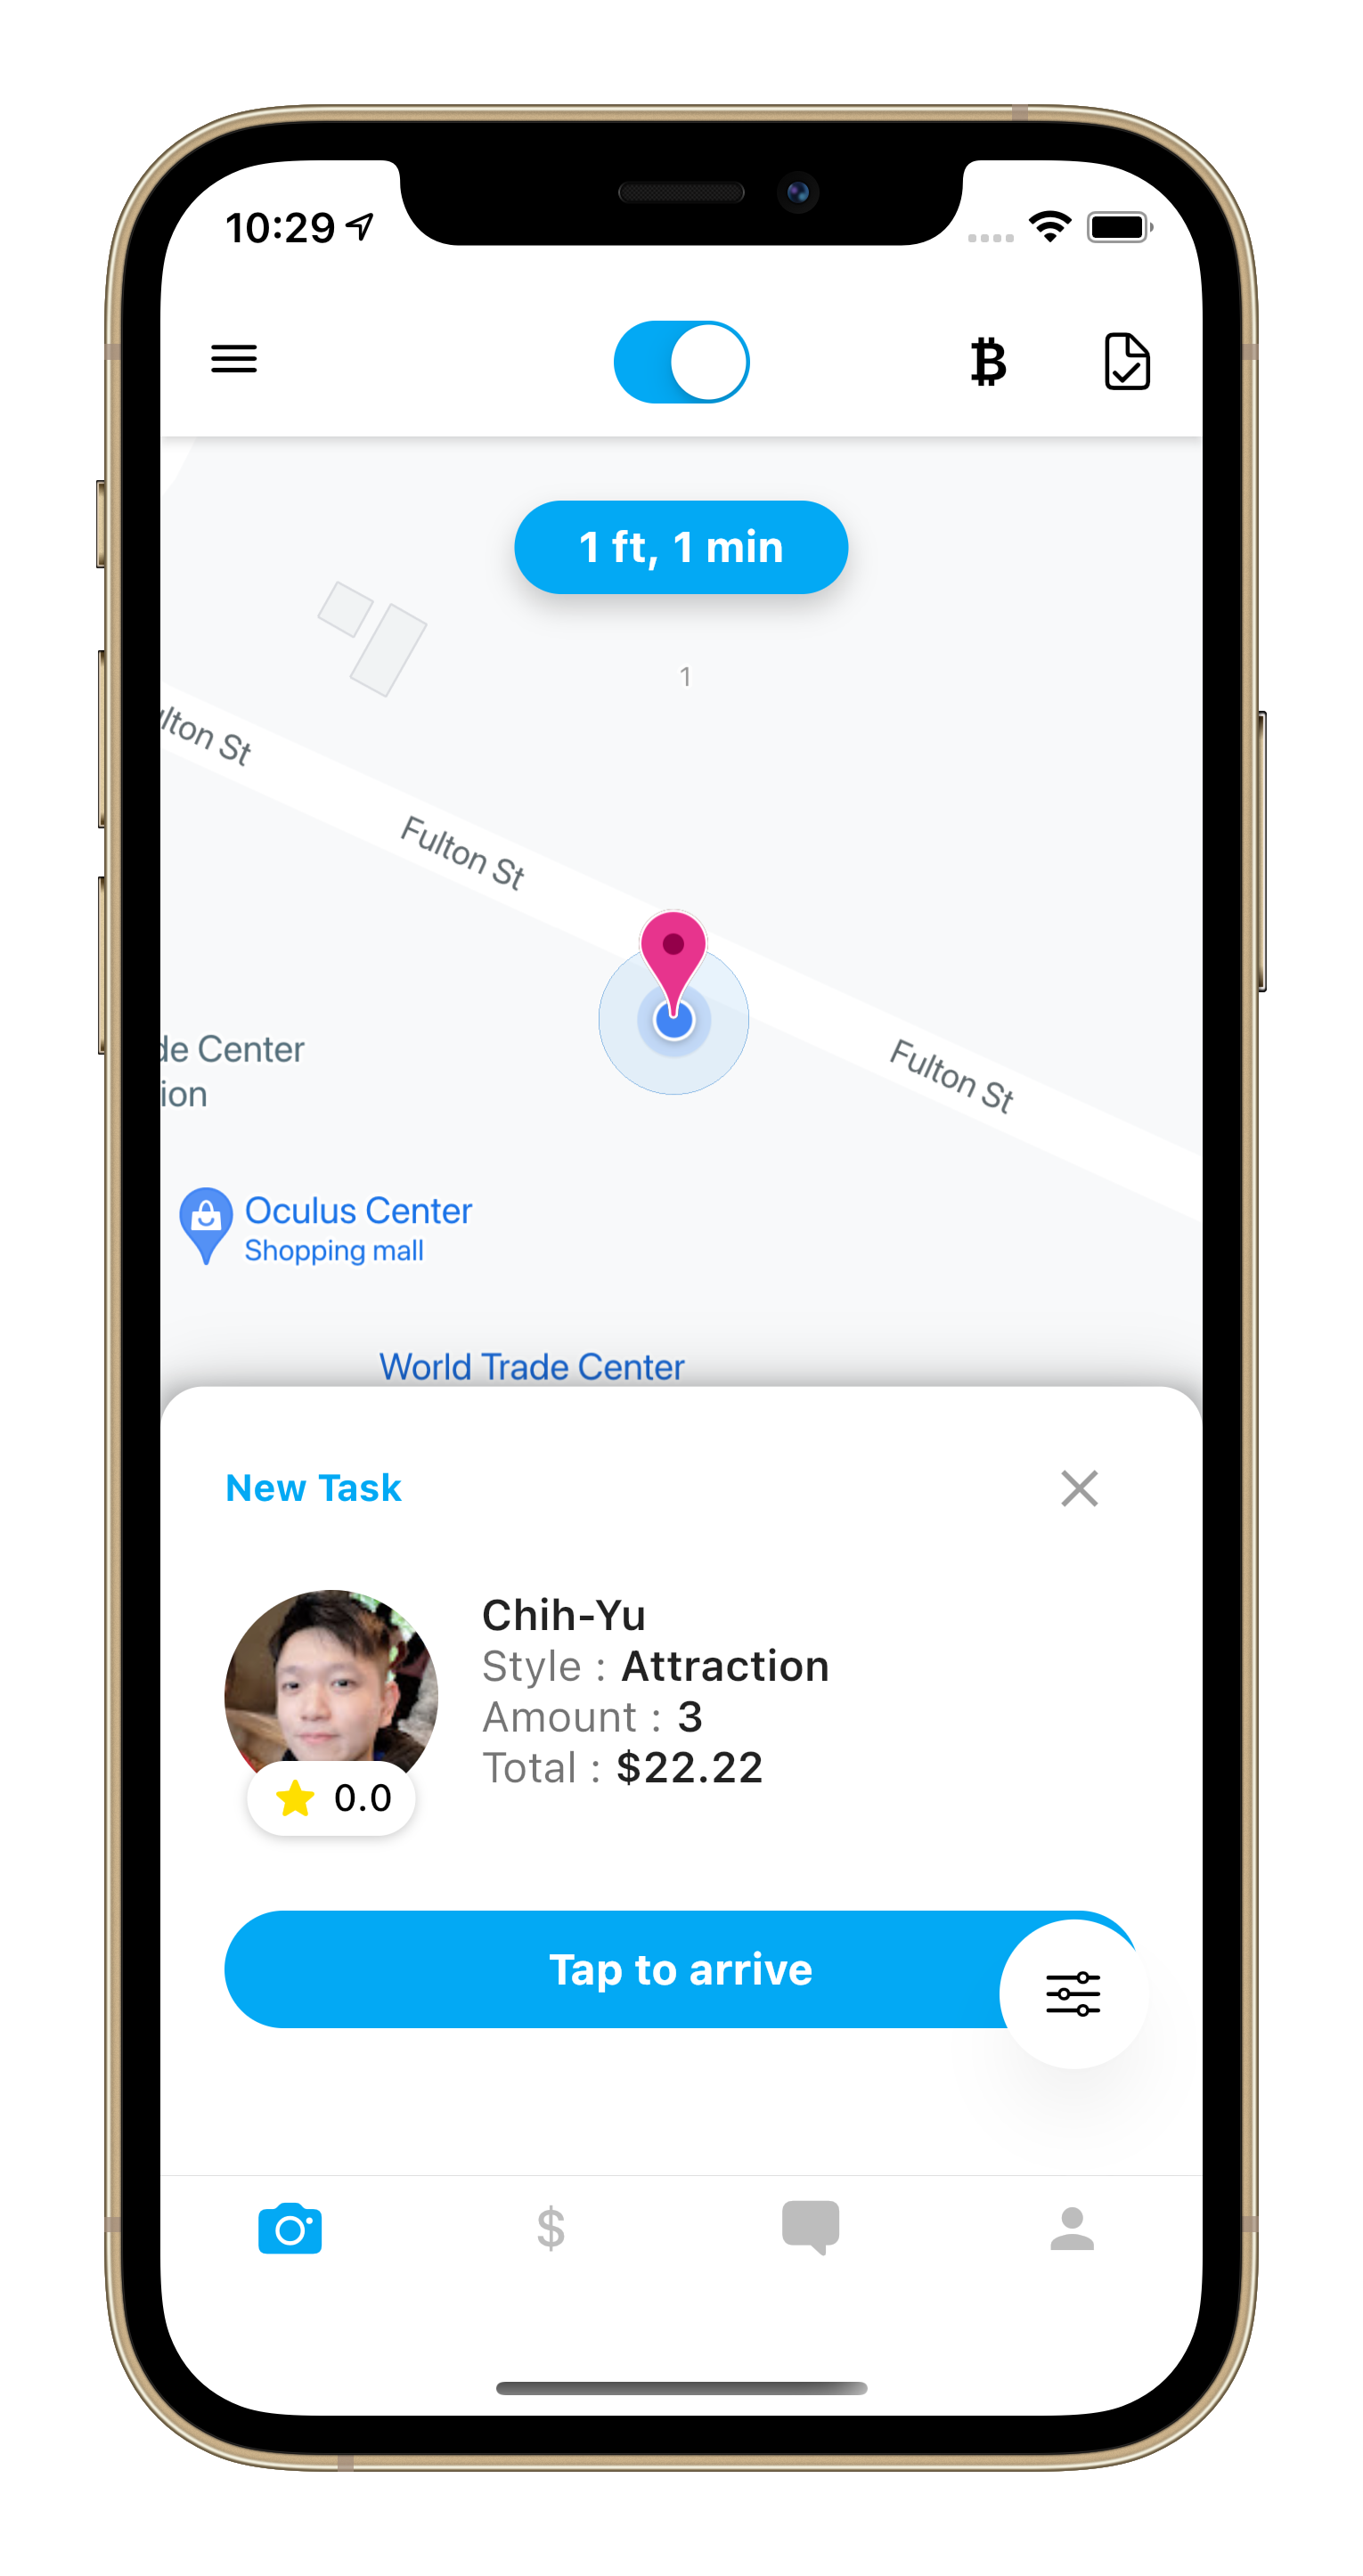 10:29
1 ft, 1 min
1
lton St
Fulton St
Fulton St
de Center
ion
Oculus Center
Shopping mall
World Trade Center
New Task
Chih-Yu
Style : Attraction
Amount : 3
Total : $22.22
0.0
Tap to arrive